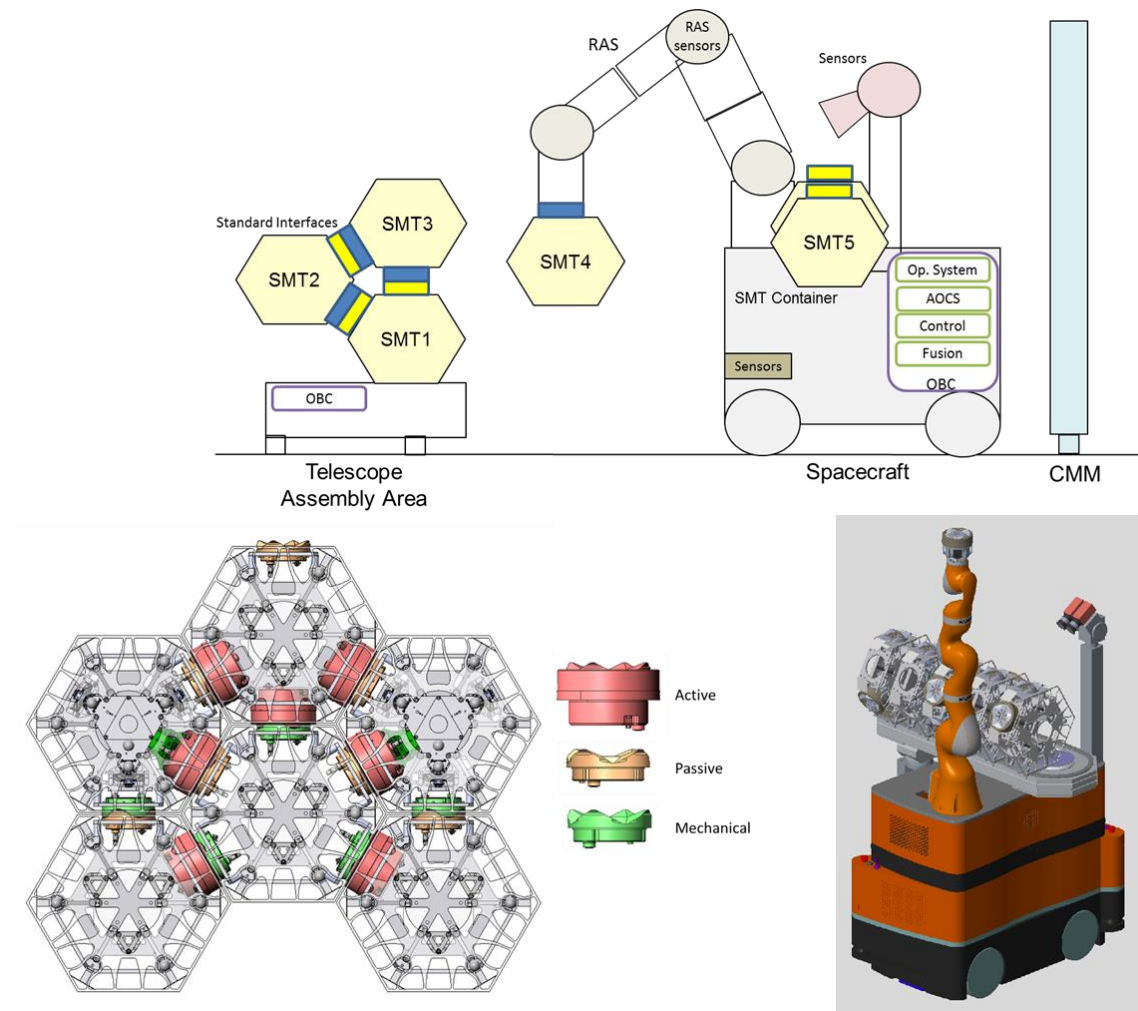 RAS
RAS
sensors
Sensors
Standard Interfaces
SMT3
SMT2
SMT1
SMT4
SMT5
SMT Container
Sensors
Op. System
AOCS
Control
Fusion
OBC
OBC
Telescope
Assembly Area
Spacecraft
CMM
Active
Passive
Mechanical